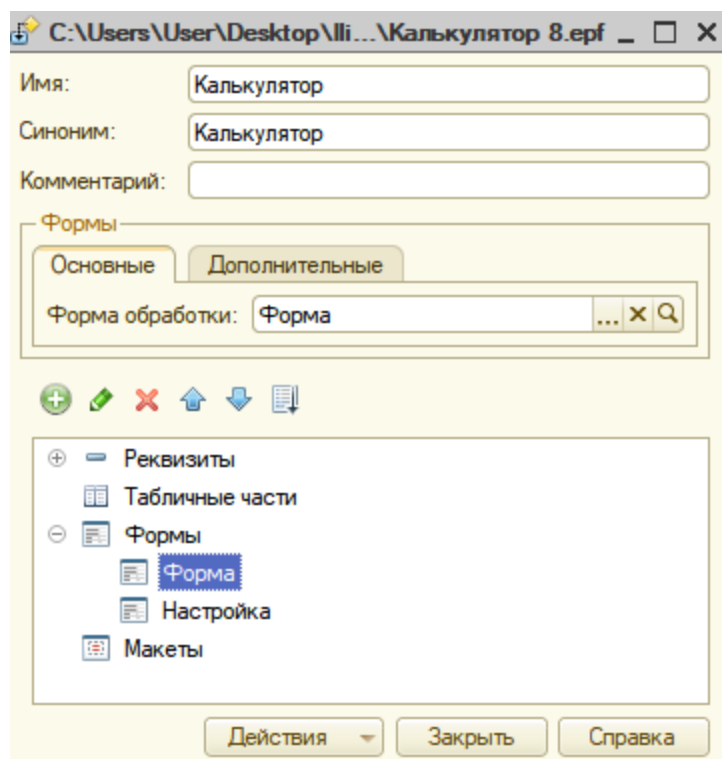 C:\Users\User\Desktop\Ili...\Калькулятор 8.epf
Имя: Калькулятор
Синоним: Калькулятор
Комментарий:
Формы
Основные Дополнительные
Форма обработки: Форма ...
Реквизиты
Табличные части
Формы
Форма
Настройка
Макеты
Действия Закрыть Справка